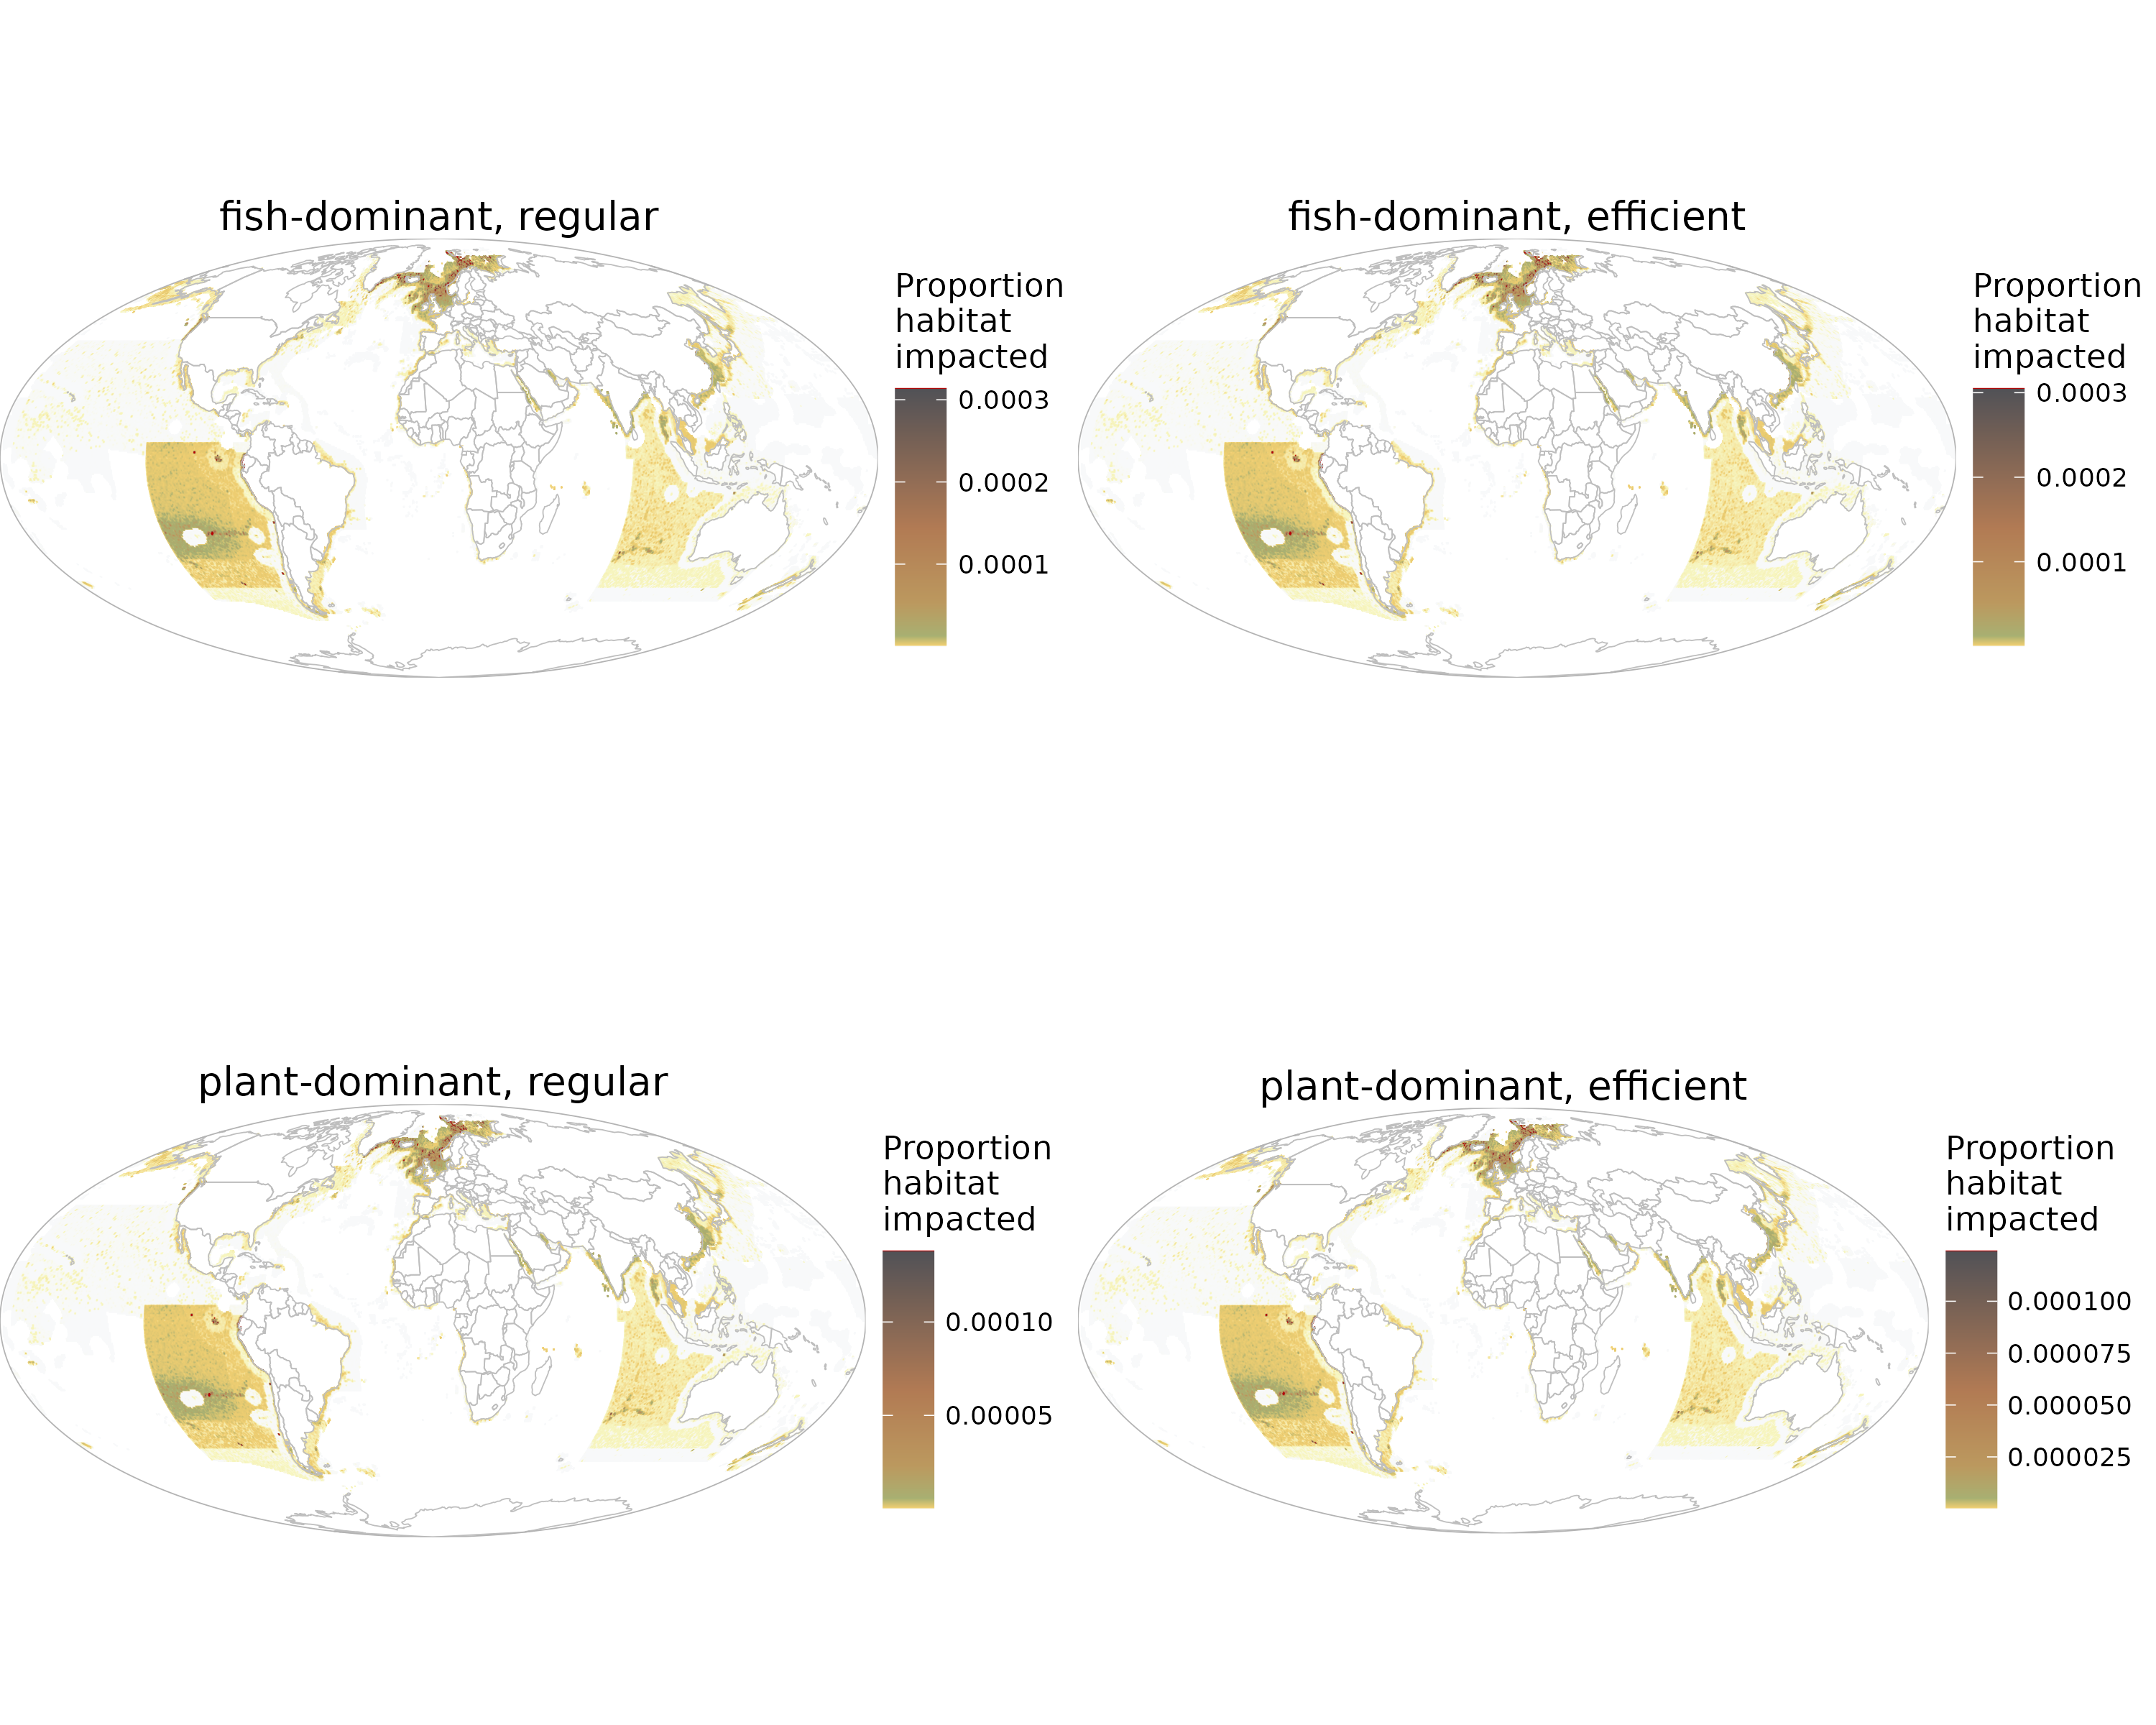 fish-dominant, regular
Proportion
habitat
impacted
0.0003
0.0002
0.0001
fish-dominant, efficient
Proportion
habitat
impacted
0.0003
0.0002
0.0001
plant-dominant, regular
Proportion
habitat
impacted
0.00010
0.00005
plant-dominant, efficient
Proportion
habitat
impacted
0.000100
0.000075
0.000050
0.000025